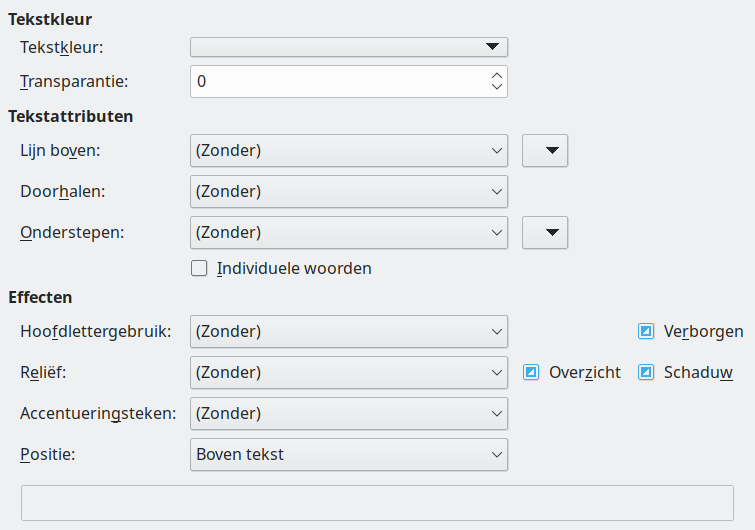 Tekstkleur
Tekstkleur:
Transparantie: 0
Tekstattributen
Lijn boven: (Zonder)
Doorhalen: (Zonder)
Onderstepen: (Zonder)
Individuele woorden
Effecten
Hoofdlettergebruik: (Zonder) Verborgen
Reliëf: (Zonder) Overzicht Schaduw
Accentueringsteken: (Zonder)
Positie: Boven tekst